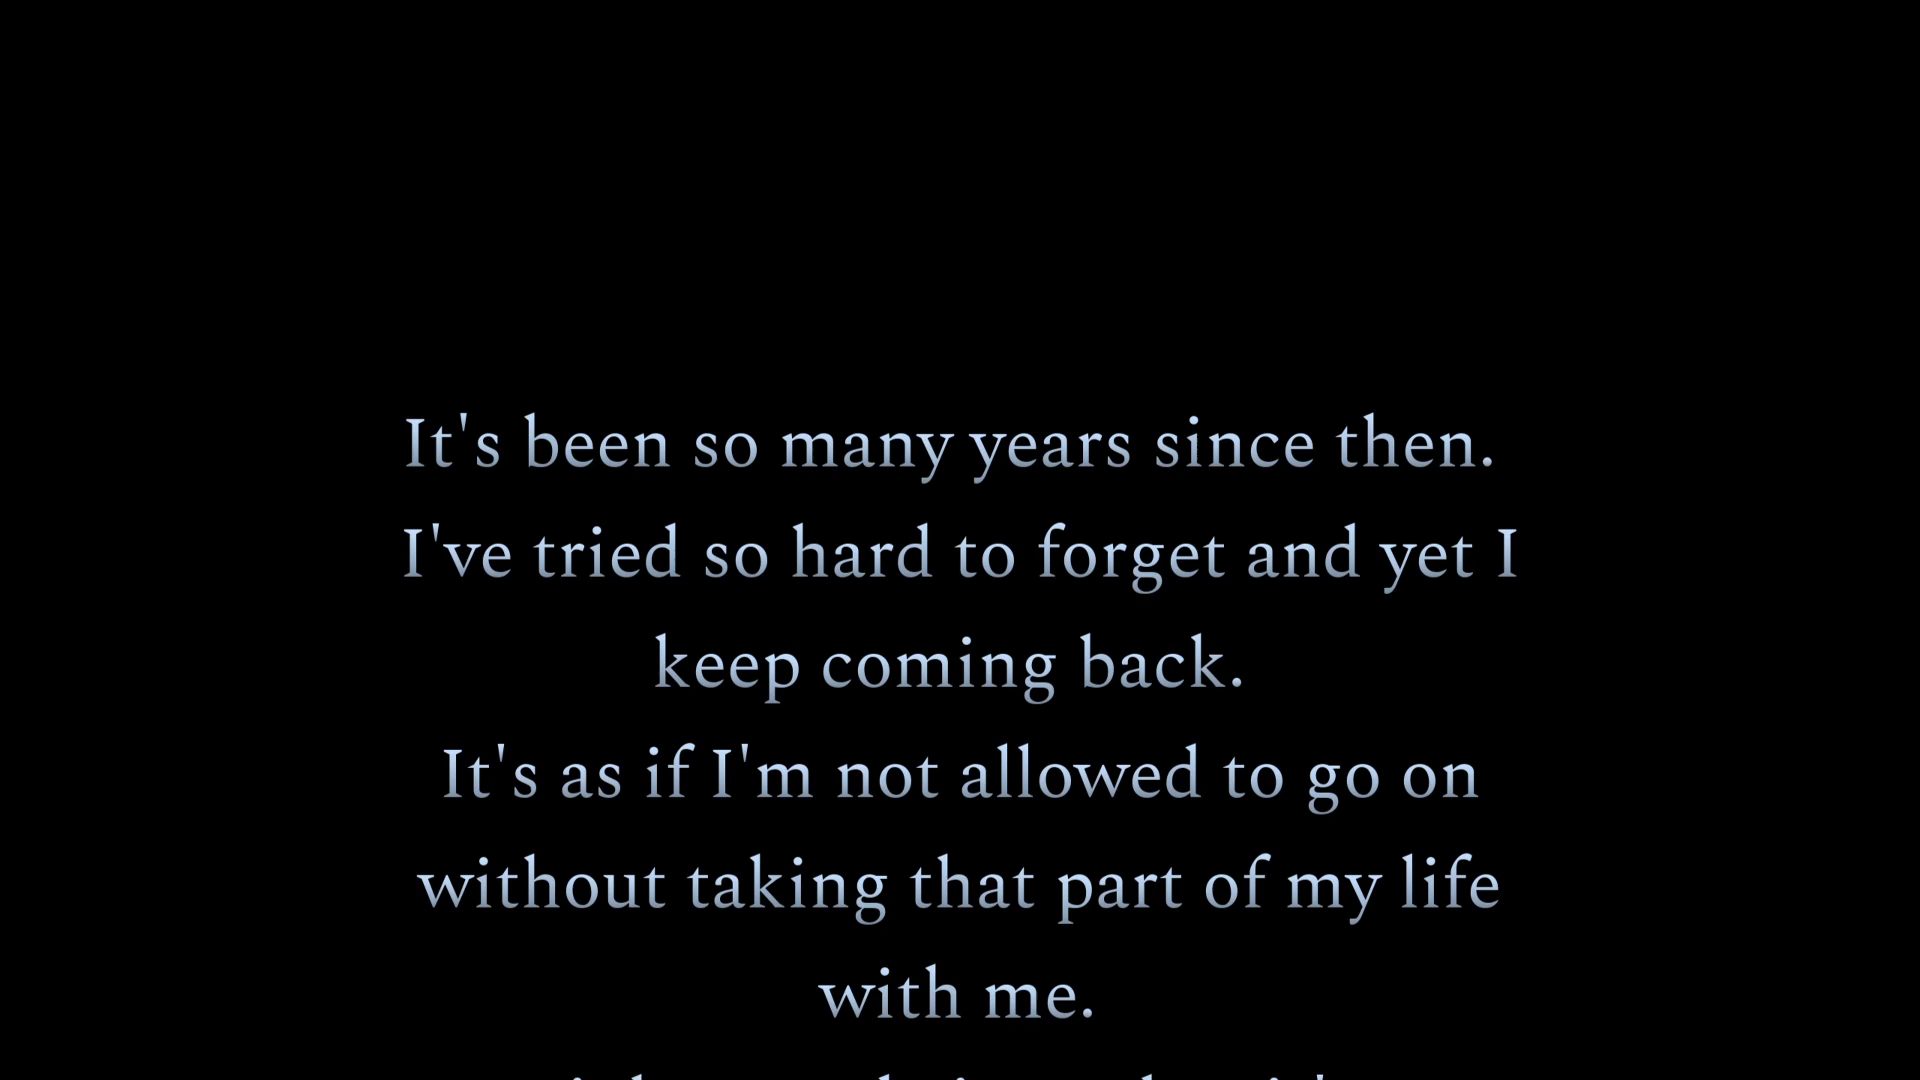 It's been so many years since then.
I've tried so hard to forget and yet I
keep coming back.
It's as if I'm not allowed to go on
without taking that part of my life
with me.